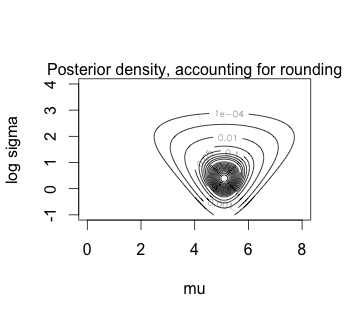 Posterior density, accounting for rounding
log sigma
4
3
2
1
0
-1
1e-04
0.01
0 2 4 6 8
mu